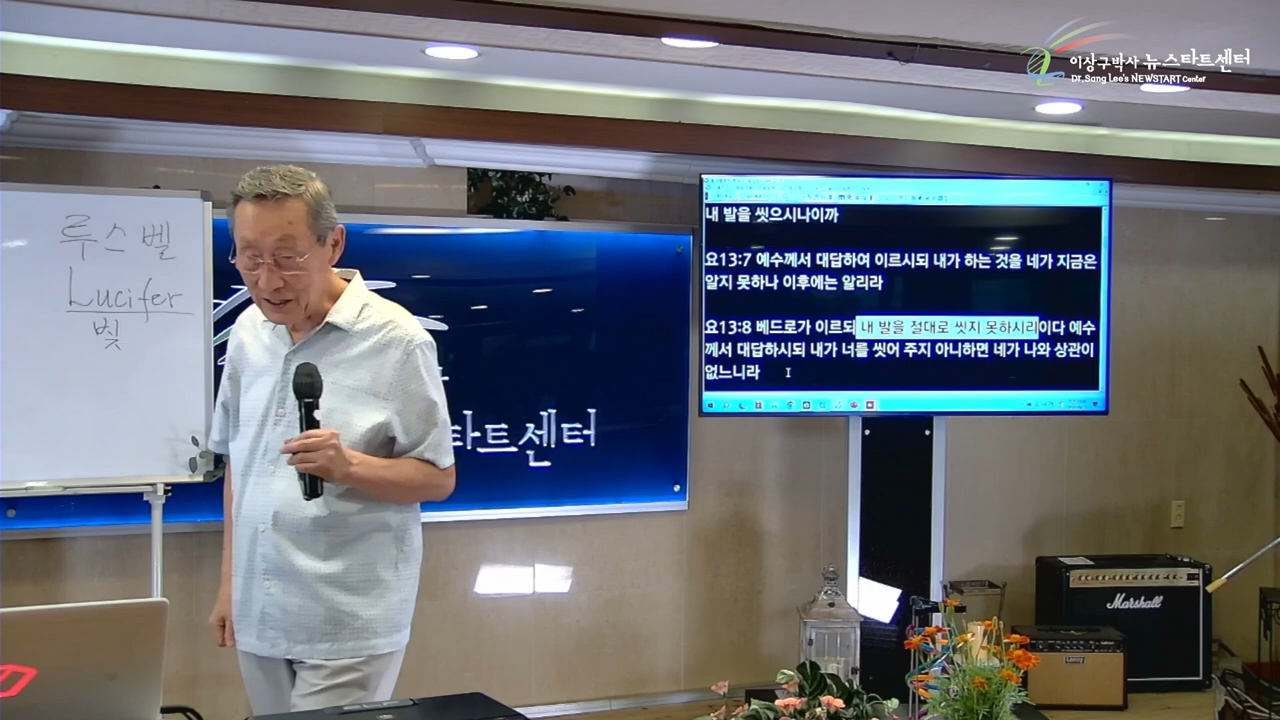 이상구박사 뉴스타트센터
Dr. Sang Lee's NEWSTART Center
루스벨
Lucifer
빛
타트센터
내 발을 씻으시나이까
요13:7 예수께서 대답하여 이르시되 내가 하는 것을 네가 지금은
알지 못하나 이후에는 알리라
요13:8 베드로가 이르되 내 발을 절대로 씻지 못하시리이다 예수
께서 대답하시되 내가 너를 씻어 주지 아니하면 네가 나와 상관이
없느니라
Marshall
Laney